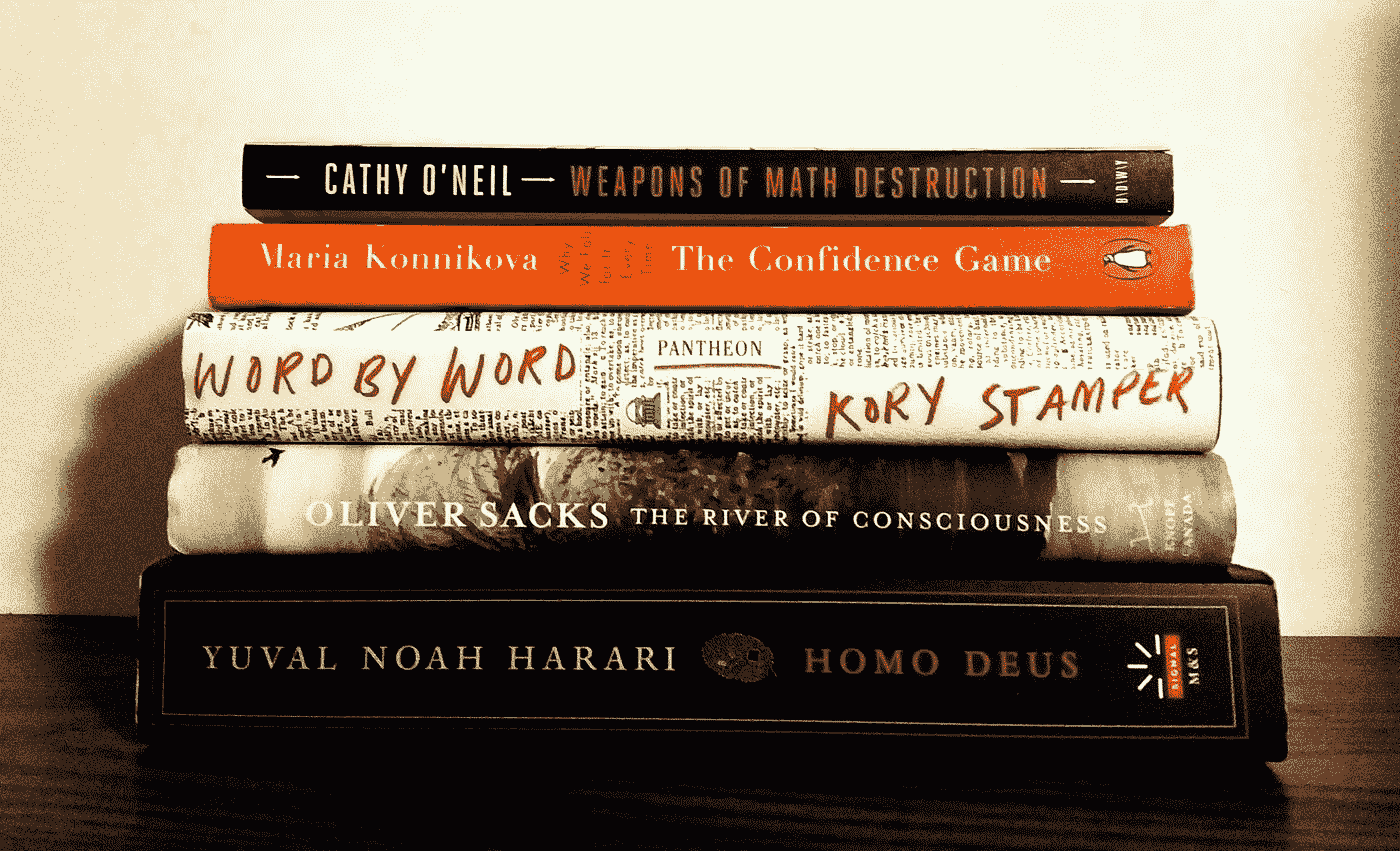 CATHY O'NEIL WEAPONS OF MATH DESTRUCTION B\D\W\Y
Maria Konnikova Why We Fall for It Every Time The Confidence Game
WORD BY WORD PANTHEON KORY STAMPER
OLIVER SACKS THE RIVER OF CONSCIOUSNESS KNOPF CANADA
YUVAL NOAH HARARI HOMO DEUS SIGNAL M&S